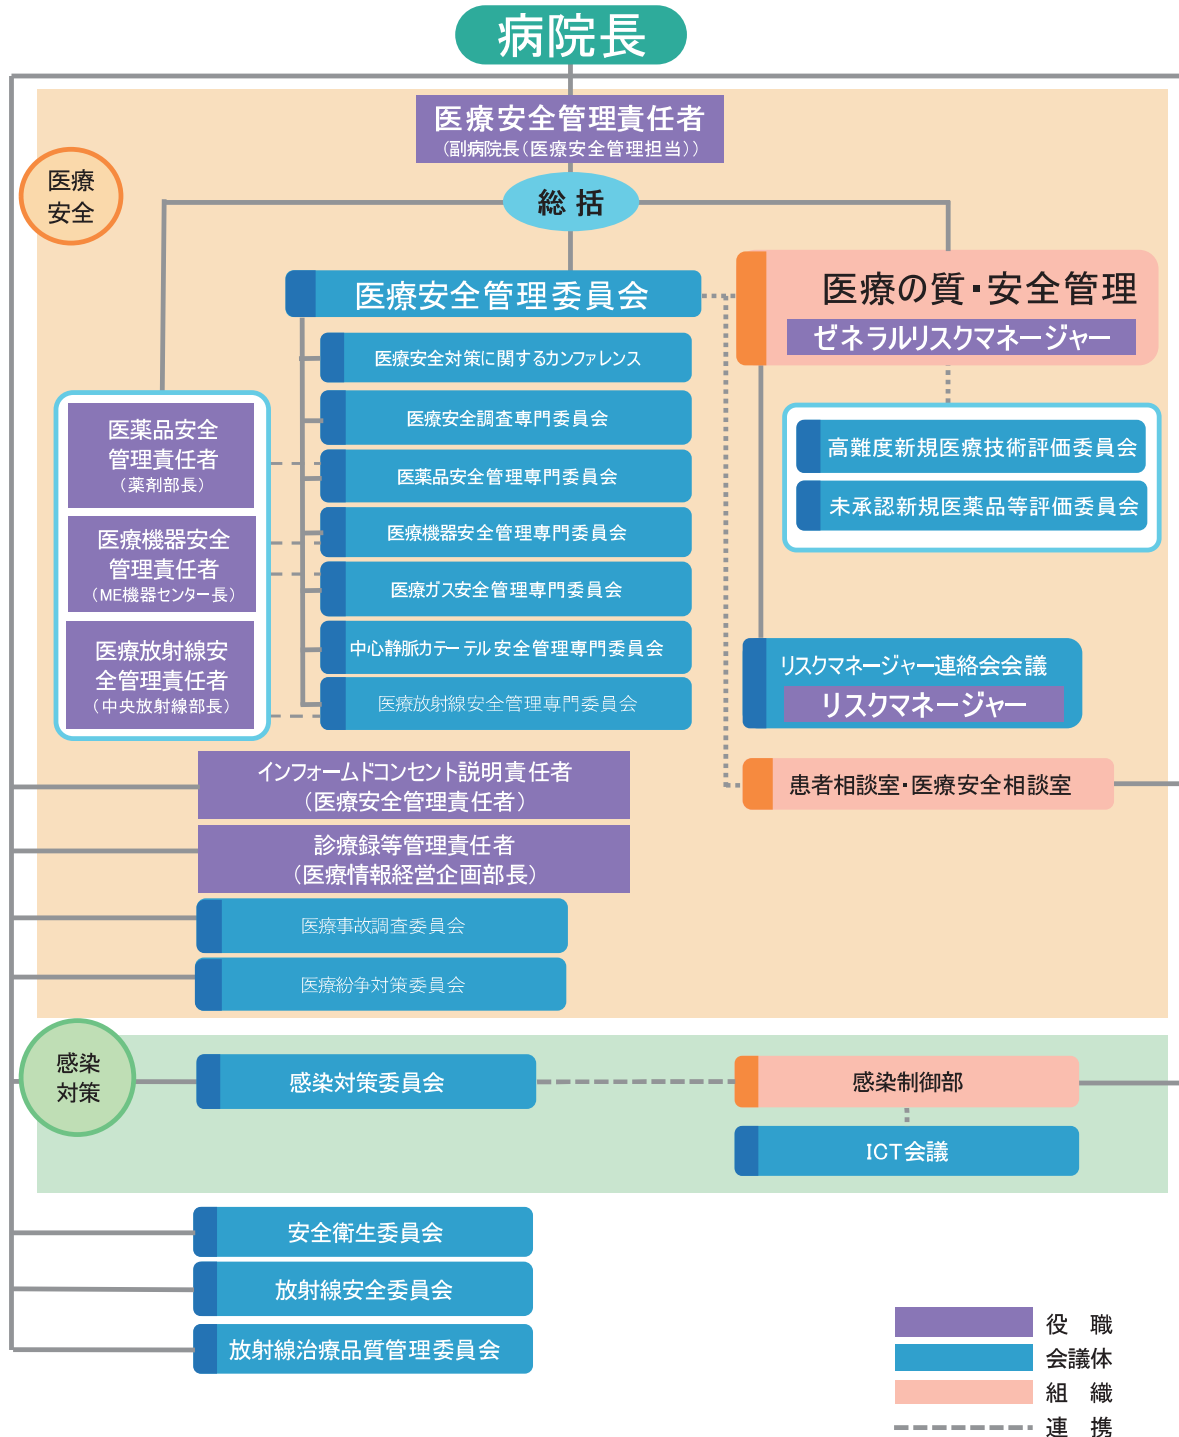 病院長
医療安全管理責任者
（副病院長（医療安全管理担当））
医療
安全
総 括
医療安全管理委員会
医療の質・安全管理
ゼネラルリスクマネージャー
医療安全対策に関するカンファレンス
医療安全調査専門委員会
医薬品安全管理専門委員会
医療機器安全管理専門委員会
医療ガス安全管理専門委員会
中心静脈カテーテル安全管理専門委員会
医療放射線安全管理専門委員会
医薬品安全
管理責任者
（薬剤部長）
医療機器安全
管理責任者
（ME機器センター長）
医療放射線安
全管理責任者
（中央放射線部長）
高難度新規医療技術評価委員会
未承認新規医薬品等評価委員会
リスクマネージャー連絡会会議
リスクマネージャー
患者相談室・医療安全相談室
インフォームドコンセント説明責任者
（医療安全管理責任者）
診療録等管理責任者
（医療情報経営企画部長）
医療事故調査委員会
医療紛争対策委員会
感染
対策
感染対策委員会
感染制御部
ICT会議
安全衛生委員会
放射線安全委員会
放射線治療品質管理委員会
役　職
会議体
組　織
連　携